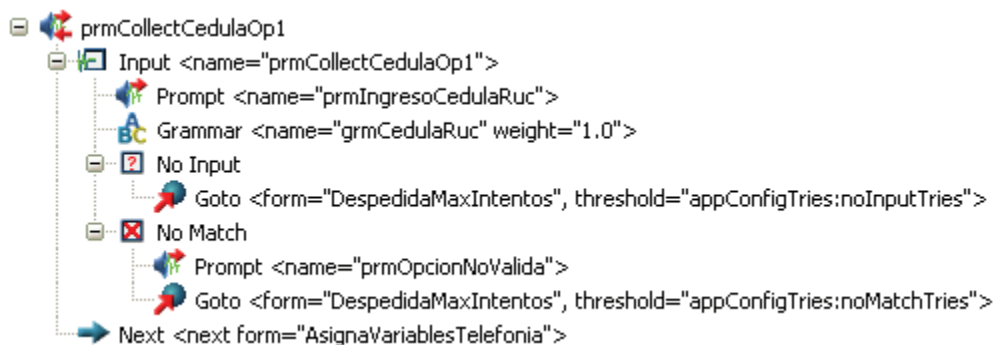 prmCollectCedulaOp1
Input <name="prmCollectCedulaOp1">
Prompt <name="prmIngresoCedulaRuc">
ABC Grammar <name="grmCedulaRuc" weight="1.0">
? No Input
Goto <form="DespedidaMaxIntentos", threshold="appConfigTries:noInputTries">
No Match
Prompt <name="prmOpcionNoValida">
Goto <form="DespedidaMaxIntentos", threshold="appConfigTries:noMatchTries">
Next <next form="AsignaVariablesTelefonia">